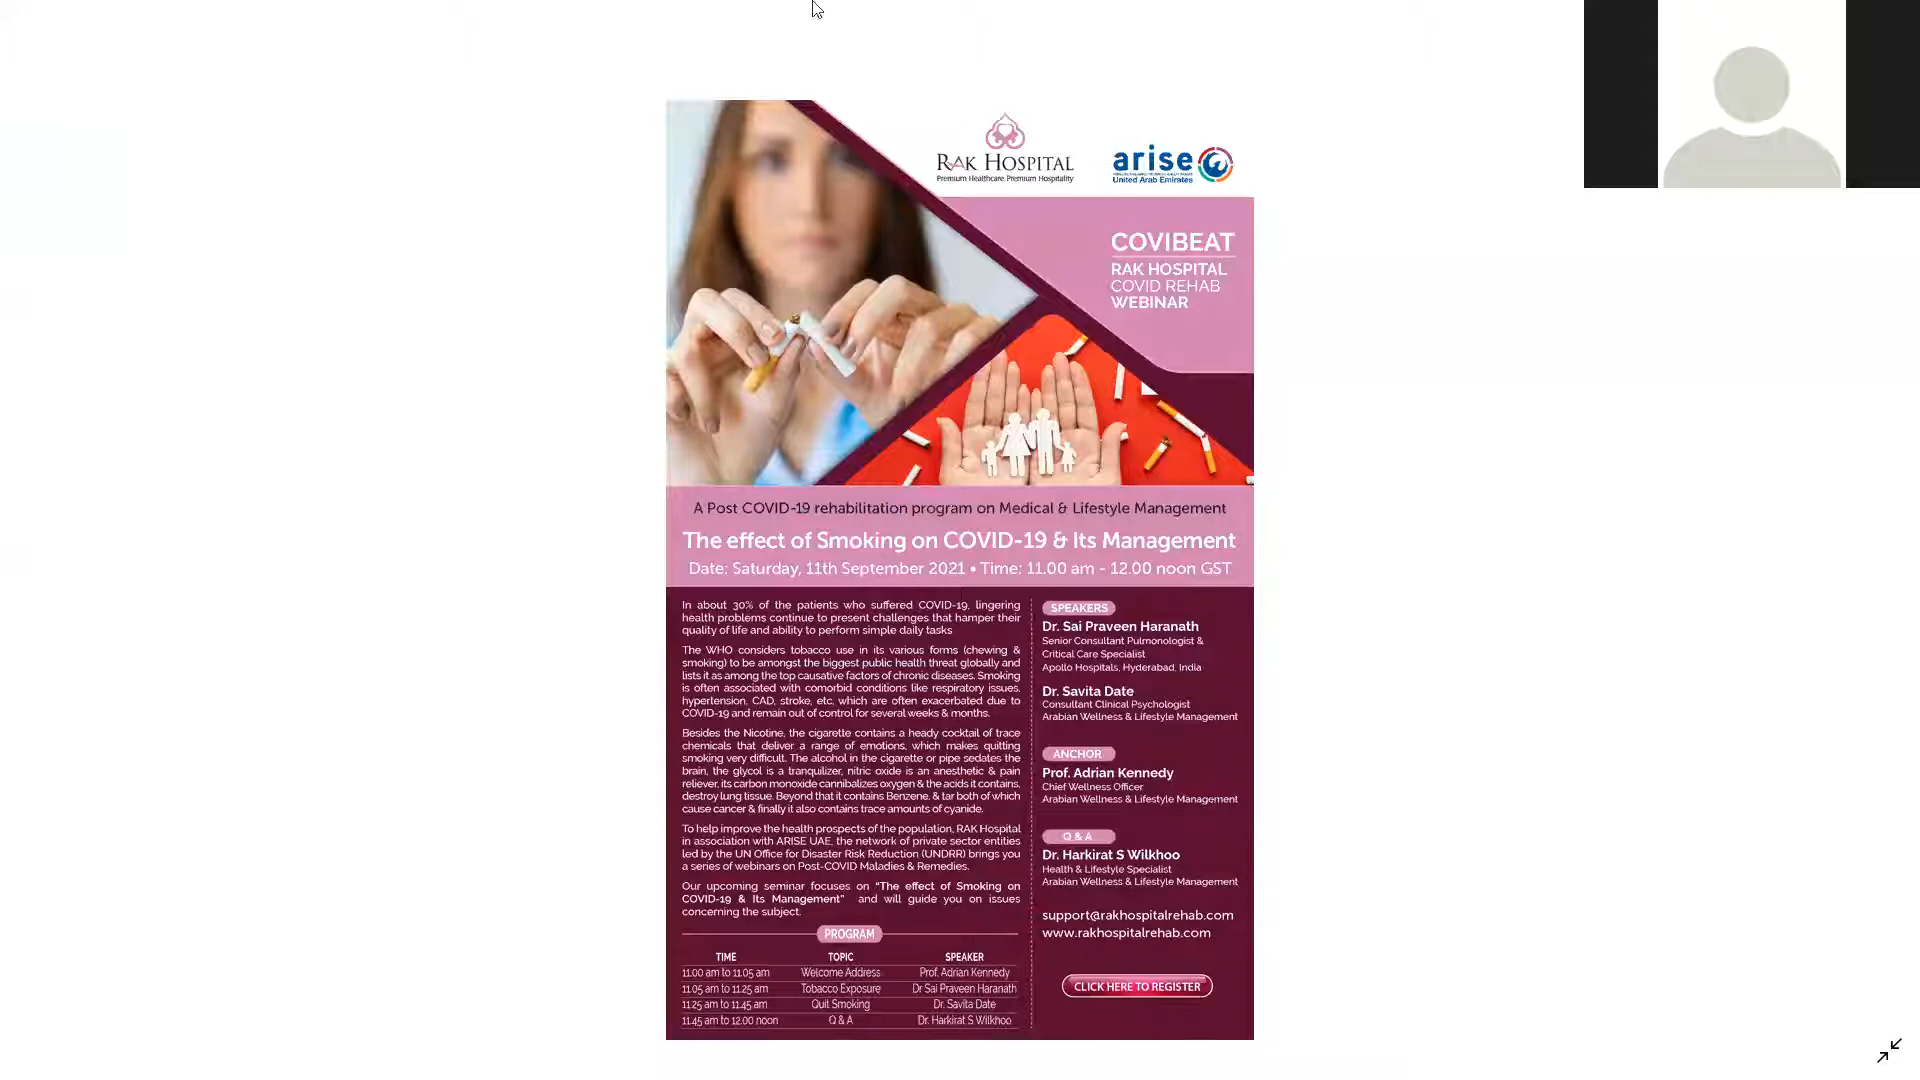 RAK HOSPITAL
Premium Healthcare. Premium Hospitality
arise
United Arab Emirates
COVIBEAT
RAK HOSPITAL
COVID REHAB
WEBINAR
A Post COVID-19 rehabilitation program on Medical & Lifestyle Management
The effect of Smoking on COVID-19 & Its Management
Date: Saturday, 11th September 2021 • Time: 11.00 am - 12.00 noon GST
In about 30% of the patients who suffered COVID-19, lingering
health problems continue to present challenges that hamper their
quality of life and ability to perform simple daily tasks
The WHO considers tobacco use in its various forms (chewing &
smoking) to be amongst the biggest public health threat globally and
lists it as among the top causative factors of chronic diseases. Smoking
is often associated with comorbid conditions like respiratory issues,
hypertension, CAD, stroke, etc, which are often exacerbated due to
COVID-19 and remain out of control for several weeks & months.
Besides the Nicotine, the cigarette contains a heady cocktail of trace
chemicals that deliver a range of emotions, which makes quitting
smoking very difficult. The alcohol in the cigarette or pipe sedates the
brain, the glycol is a tranquilizer, nitric oxide is an anesthetic & pain
reliever, its carbon monoxide cannibalizes oxygen & the acids it contains,
destroy lung tissue. Beyond that it contains Benzene, & tar both of which
cause cancer & finally it also contains trace amounts of cyanide.
To help improve the health prospects of the population, RAK Hospital
in association with ARISE UAE, the network of private sector entities
led by the UN Office for Disaster Risk Reduction (UNDRR) brings you
a series of webinars on Post-COVID Maladies & Remedies.
Our upcoming seminar focuses on "The effect of Smoking on
COVID-19 & Its Management" and will guide you on issues
concerning the subject.
PROGRAM
TIME TOPIC SPEAKER
11.00 am to 11.05 am Welcome Address Prof. Adrian Kennedy
11.05 am to 11.25 am Tobacco Exposure Dr Sai Praveen Haranath
11.25 am to 11.45 am Quit Smoking Dr. Savita Date
11.45 am to 12.00 noon Q & A Dr. Harkirat S Wilkhoo
SPEAKERS
Dr. Sai Praveen Haranath
Senior Consultant Pulmonologist &
Critical Care Specialist
Apollo Hospitals, Hyderabad, India
Dr. Savita Date
Consultant Clinical Psychologist
Arabian Wellness & Lifestyle Management
ANCHOR
Prof. Adrian Kennedy
Chief Wellness Officer
Arabian Wellness & Lifestyle Management
Q & A
Dr. Harkirat S Wilkhoo
Health & Lifestyle Specialist
Arabian Wellness & Lifestyle Management
support@rakhospitalrehab.com
www.rakhospitalrehab.com
CLICK HERE TO REGISTER